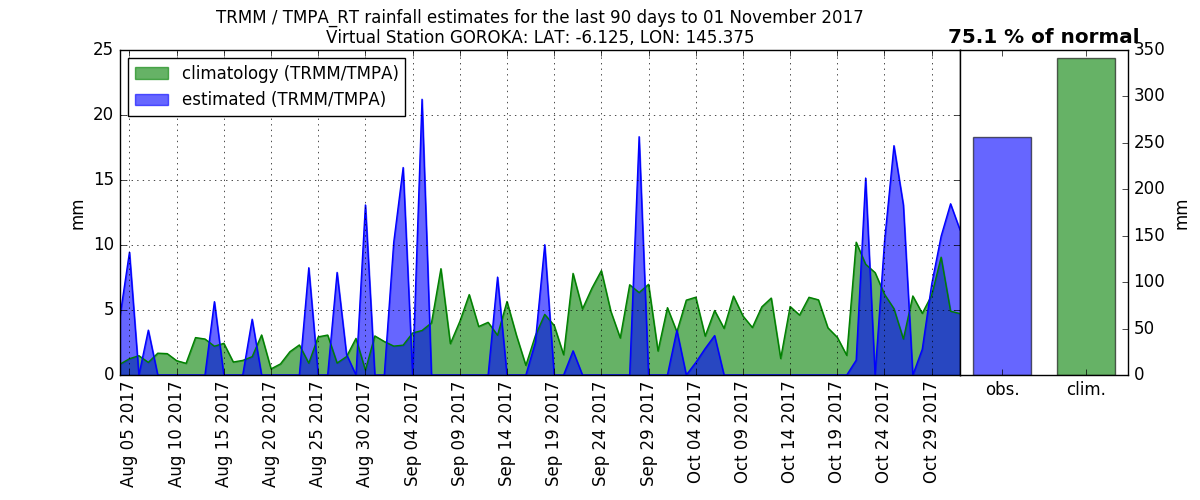 TRMM / TMPA_RT rainfall estimates for the last 90 days to 01 November 2017
Virtual Station GOROKA: LAT: -6.125, LON: 145.375
75.1 % of normal
climatology (TRMM/TMPA)
estimated (TRMM/TMPA)
25
20
15
10
5
0
mm
350
300
250
200
150
100
50
0
mm
obs.
clim.
Aug 05 2017
Aug 10 2017
Aug 15 2017
Aug 20 2017
Aug 25 2017
Aug 30 2017
Sep 04 2017
Sep 09 2017
Sep 14 2017
Sep 19 2017
Sep 24 2017
Sep 29 2017
Oct 04 2017
Oct 09 2017
Oct 14 2017
Oct 19 2017
Oct 24 2017
Oct 29 2017